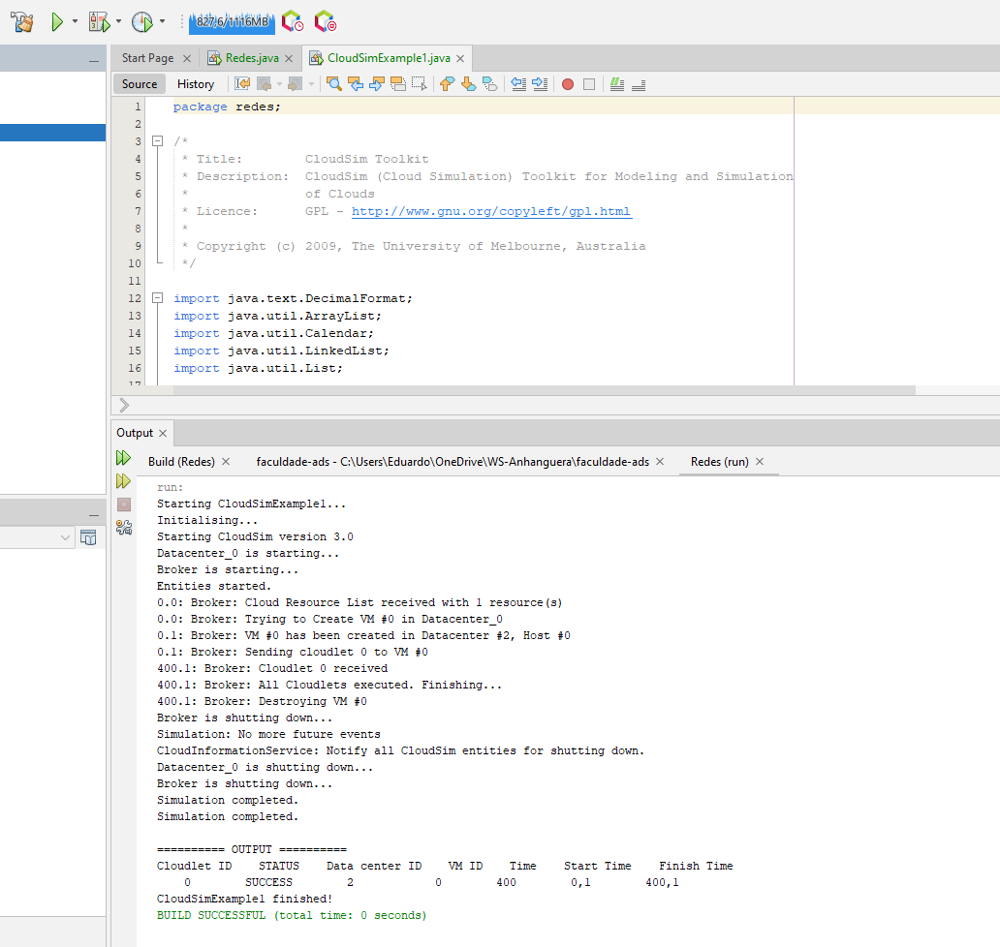 827,6/1116MB
Start Page
Redes.java
CloudSimExample1.java
Source History
1 package redes;
2
3 /*
4 * Title: CloudSim Toolkit
5 * Description: CloudSim (Cloud Simulation) Toolkit for Modeling and Simulation
6 * of Clouds
7 * Licence: GPL - http://www.gnu.org/copyleft/gpl.html
8 *
9 * Copyright (c) 2009, The University of Melbourne, Australia
10 */
11
12 import java.text.DecimalFormat;
13 import java.util.ArrayList;
14 import java.util.Calendar;
15 import java.util.LinkedList;
16 import java.util.List;
17
Output
Build (Redes)
faculdade-ads - C:\Users\Eduardo\OneDrive\WS-Anhanguera\faculdade-ads
Redes (run)
run:
Starting CloudSimExample1...
Initialising...
Starting CloudSim version 3.0
Datacenter_0 is starting...
Broker is starting...
Entities started.
0.0: Broker: Cloud Resource List received with 1 resource(s)
0.0: Broker: Trying to Create VM #0 in Datacenter_0
0.1: Broker: VM #0 has been created in Datacenter #2, Host #0
0.1: Broker: Sending cloudlet 0 to VM #0
400.1: Broker: Cloudlet 0 received
400.1: Broker: All Cloudlets executed. Finishing...
400.1: Broker: Destroying VM #0
Broker is shutting down...
Simulation: No more future events
CloudInformationService: Notify all CloudSim entities for shutting down.
Datacenter_0 is shutting down...
Broker is shutting down...
Simulation completed.
Simulation completed.
========== OUTPUT ==========
Cloudlet ID STATUS Data center ID VM ID Time Start Time Finish Time
0 SUCCESS 2 0 400 0,1 400,1
CloudSimExample1 finished!
BUILD SUCCESSFUL (total time: 0 seconds)